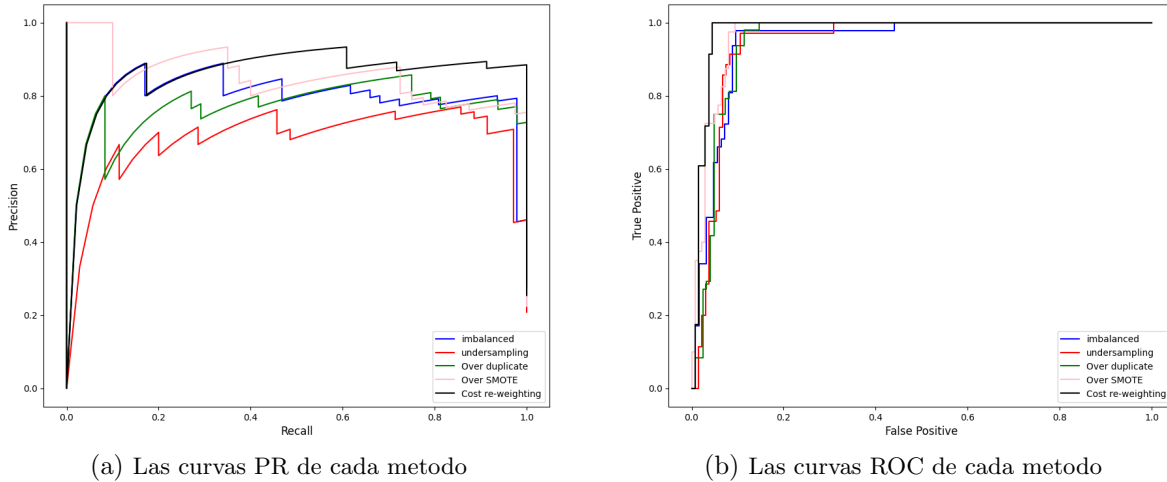 1.0
0.8
0.6
0.4
0.2
0.0
Precision
0.0 0.2 0.4 0.6 0.8 1.0
Recall
imbalanced
undersampling
Over duplicate
Over SMOTE
Cost re-weighting
(a) Las curvas PR de cada metodo
1.0
0.8
0.6
0.4
0.2
0.0
True Positive
0.0 0.2 0.4 0.6 0.8 1.0
False Positive
imbalanced
undersampling
Over duplicate
Over SMOTE
Cost re-weighting
(b) Las curvas ROC de cada metodo